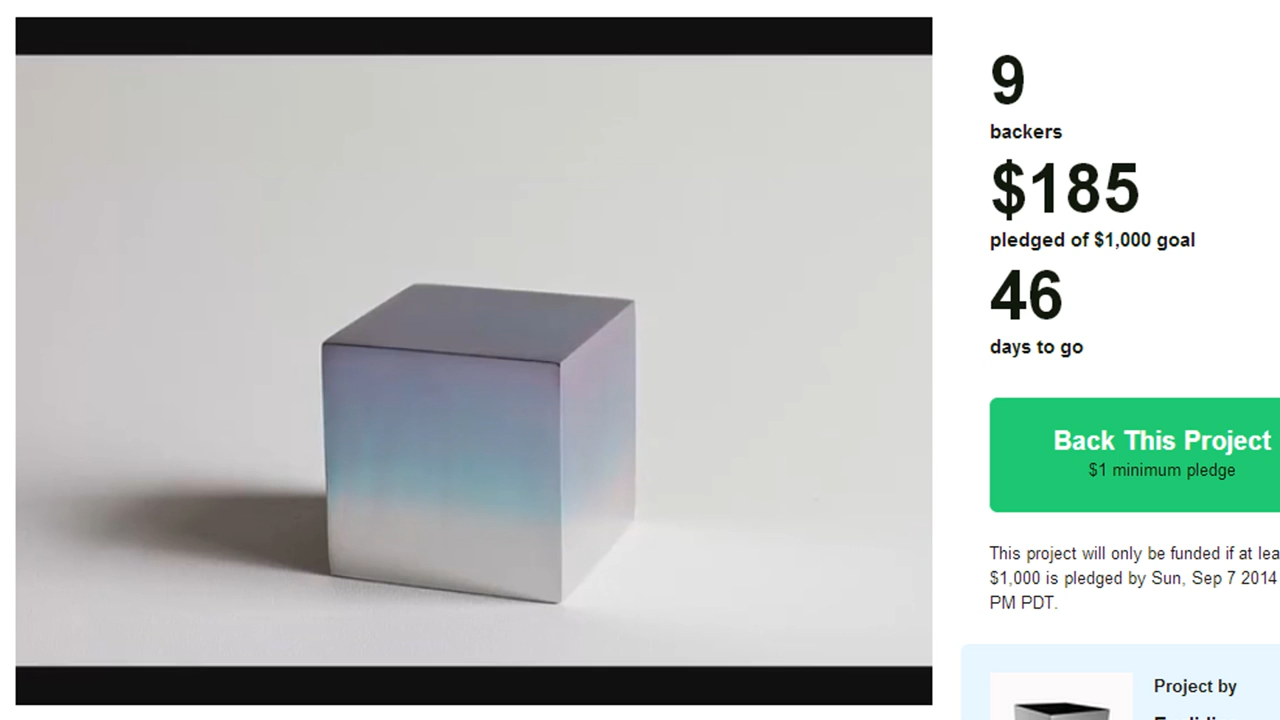 9
backers
$185
pledged of $1,000 goal
46
days to go
Back This Project
$1 minimum pledge
This project will only be funded if at
$1,000 is pledged by Sun, Sep 7 2014
PM PDT.
Project by